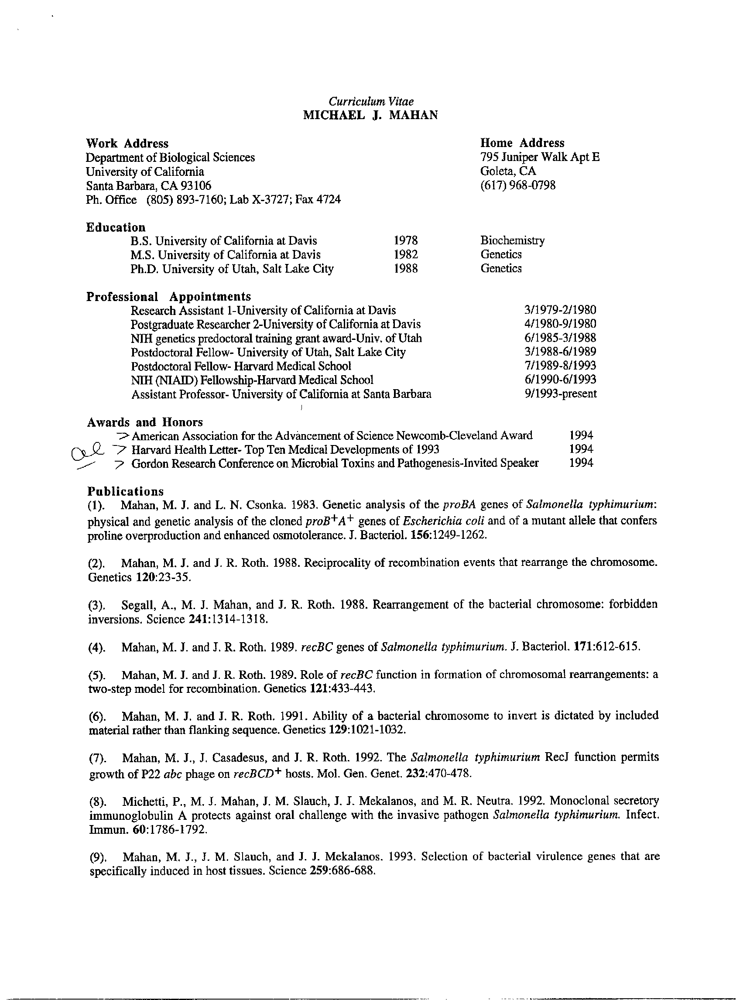 Curriculum Vitae
MICHAEL J. MAHAN
Work Address
Home Address
Department of Biological Sciences
795 Juniper Walk Apt E
University of California
Goleta, CA
Santa Barbara, CA 93106
(617) 968-0798
Ph. Office (805) 893-7160; Lab X-3727; Fax 4724
Education
B.S. University of California at Davis 1978 Biochemistry
M.S. University of California at Davis 1982 Genetics
Ph.D. University of Utah, Salt Lake City 1988 Genetics
Professional Appointments
Research Assistant 1-University of California at Davis 3/1979-2/1980
Postgraduate Researcher 2-University of California at Davis 4/1980-9/1980
NIH genetics predoctoral training grant award-Univ. of Utah 6/1985-3/1988
Postdoctoral Fellow- University of Utah, Salt Lake City 3/1988-6/1989
Postdoctoral Fellow- Harvard Medical School 7/1989-8/1993
NIH (NIAID) Fellowship-Harvard Medical School 6/1990-6/1993
Assistant Professor- University of California at Santa Barbara 9/1993-present
Awards and Honors
> American Association for the Advancement of Science Newcomb-Cleveland Award 1994
> Harvard Health Letter- Top Ten Medical Developments of 1993 1994
> Gordon Research Conference on Microbial Toxins and Pathogenesis-Invited Speaker 1994
Publications
(1). Mahan, M. J. and L. N. Csonka. 1983. Genetic analysis of the proBA genes of Salmonella typhimurium:
physical and genetic analysis of the cloned proB+A+ genes of Escherichia coli and of a mutant allele that confers
proline overproduction and enhanced osmotolerance. J. Bacteriol. 156:1249-1262.
(2). Mahan, M. J. and J. R. Roth. 1988. Reciprocality of recombination events that rearrange the chromosome.
Genetics 120:23-35.
(3). Segall, A., M. J. Mahan, and J. R. Roth. 1988. Rearrangement of the bacterial chromosome: forbidden
inversions. Science 241:1314-1318.
(4). Mahan, M. J. and J. R. Roth. 1989. recBC genes of Salmonella typhimurium. J. Bacteriol. 171:612-615.
(5). Mahan, M. J. and J. R. Roth. 1989. Role of recBC function in formation of chromosomal rearrangements: a
two-step model for recombination. Genetics 121:433-443.
(6). Mahan, M. J. and J. R. Roth. 1991. Ability of a bacterial chromosome to invert is dictated by included
material rather than flanking sequence. Genetics 129:1021-1032.
(7). Mahan, M. J., J. Casadesus, and J. R. Roth. 1992. The Salmonella typhimurium RecJ function permits
growth of P22 abc phage on recBCD+ hosts. Mol. Gen. Genet. 232:470-478.
(8). Michetti, P., M. J. Mahan, J. M. Slauch, J. J. Mekalanos, and M. R. Neutra. 1992. Monoclonal secretory
immunoglobulin A protects against oral challenge with the invasive pathogen Salmonella typhimurium. Infect.
Immun. 60:1786-1792.
(9). Mahan, M. J., J. M. Slauch, and J. J. Mekalanos. 1993. Selection of bacterial virulence genes that are
specifically induced in host tissues. Science 259:686-688.